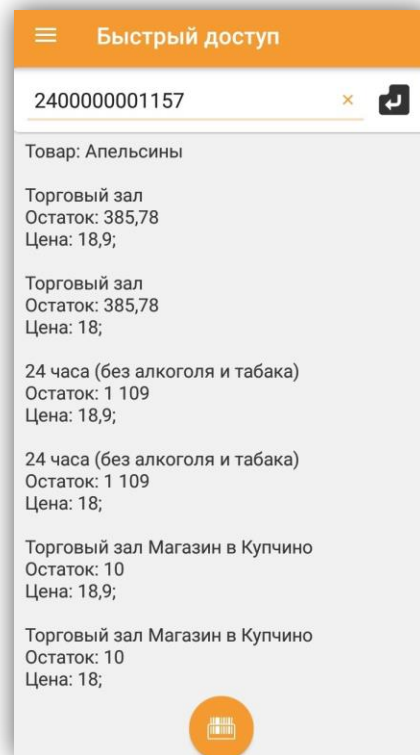 Быстрый доступ
2400000001157
Товар: Апельсины
Торговый зал
Остаток: 385,78
Цена: 18,9;
Торговый зал
Остаток: 385,78
Цена: 18;
24 часа (без алкоголя и табака)
Остаток: 1 109
Цена: 18,9;
24 часа (без алкоголя и табака)
Остаток: 1 109
Цена: 18;
Торговый зал Магазин в Купчино
Остаток: 10
Цена: 18,9;
Торговый зал Магазин в Купчино
Остаток: 10
Цена: 18;